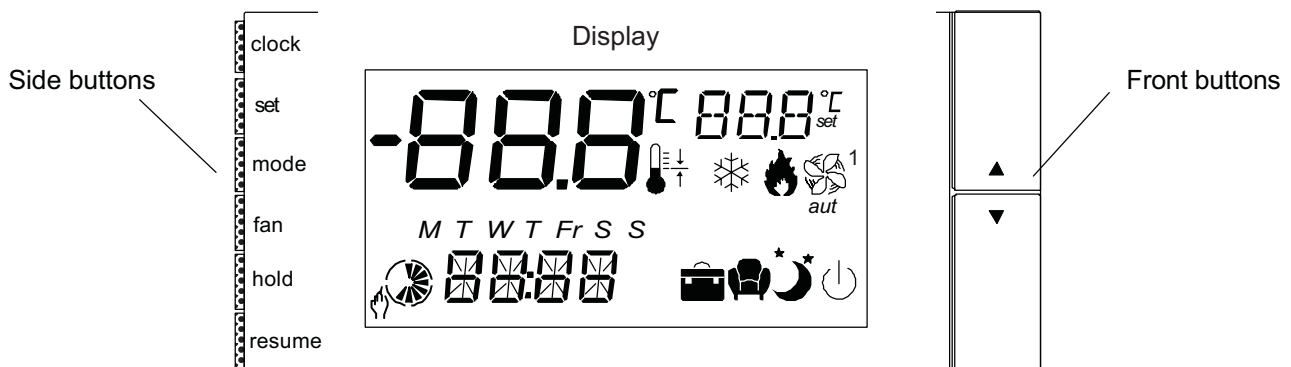 Display
Side buttons
Front buttons
clock
set
mode
fan
hold
resume
-88.8 °C
88.8 °C
set
1
aut
M T W T Fr S S
88:88
▲
▼